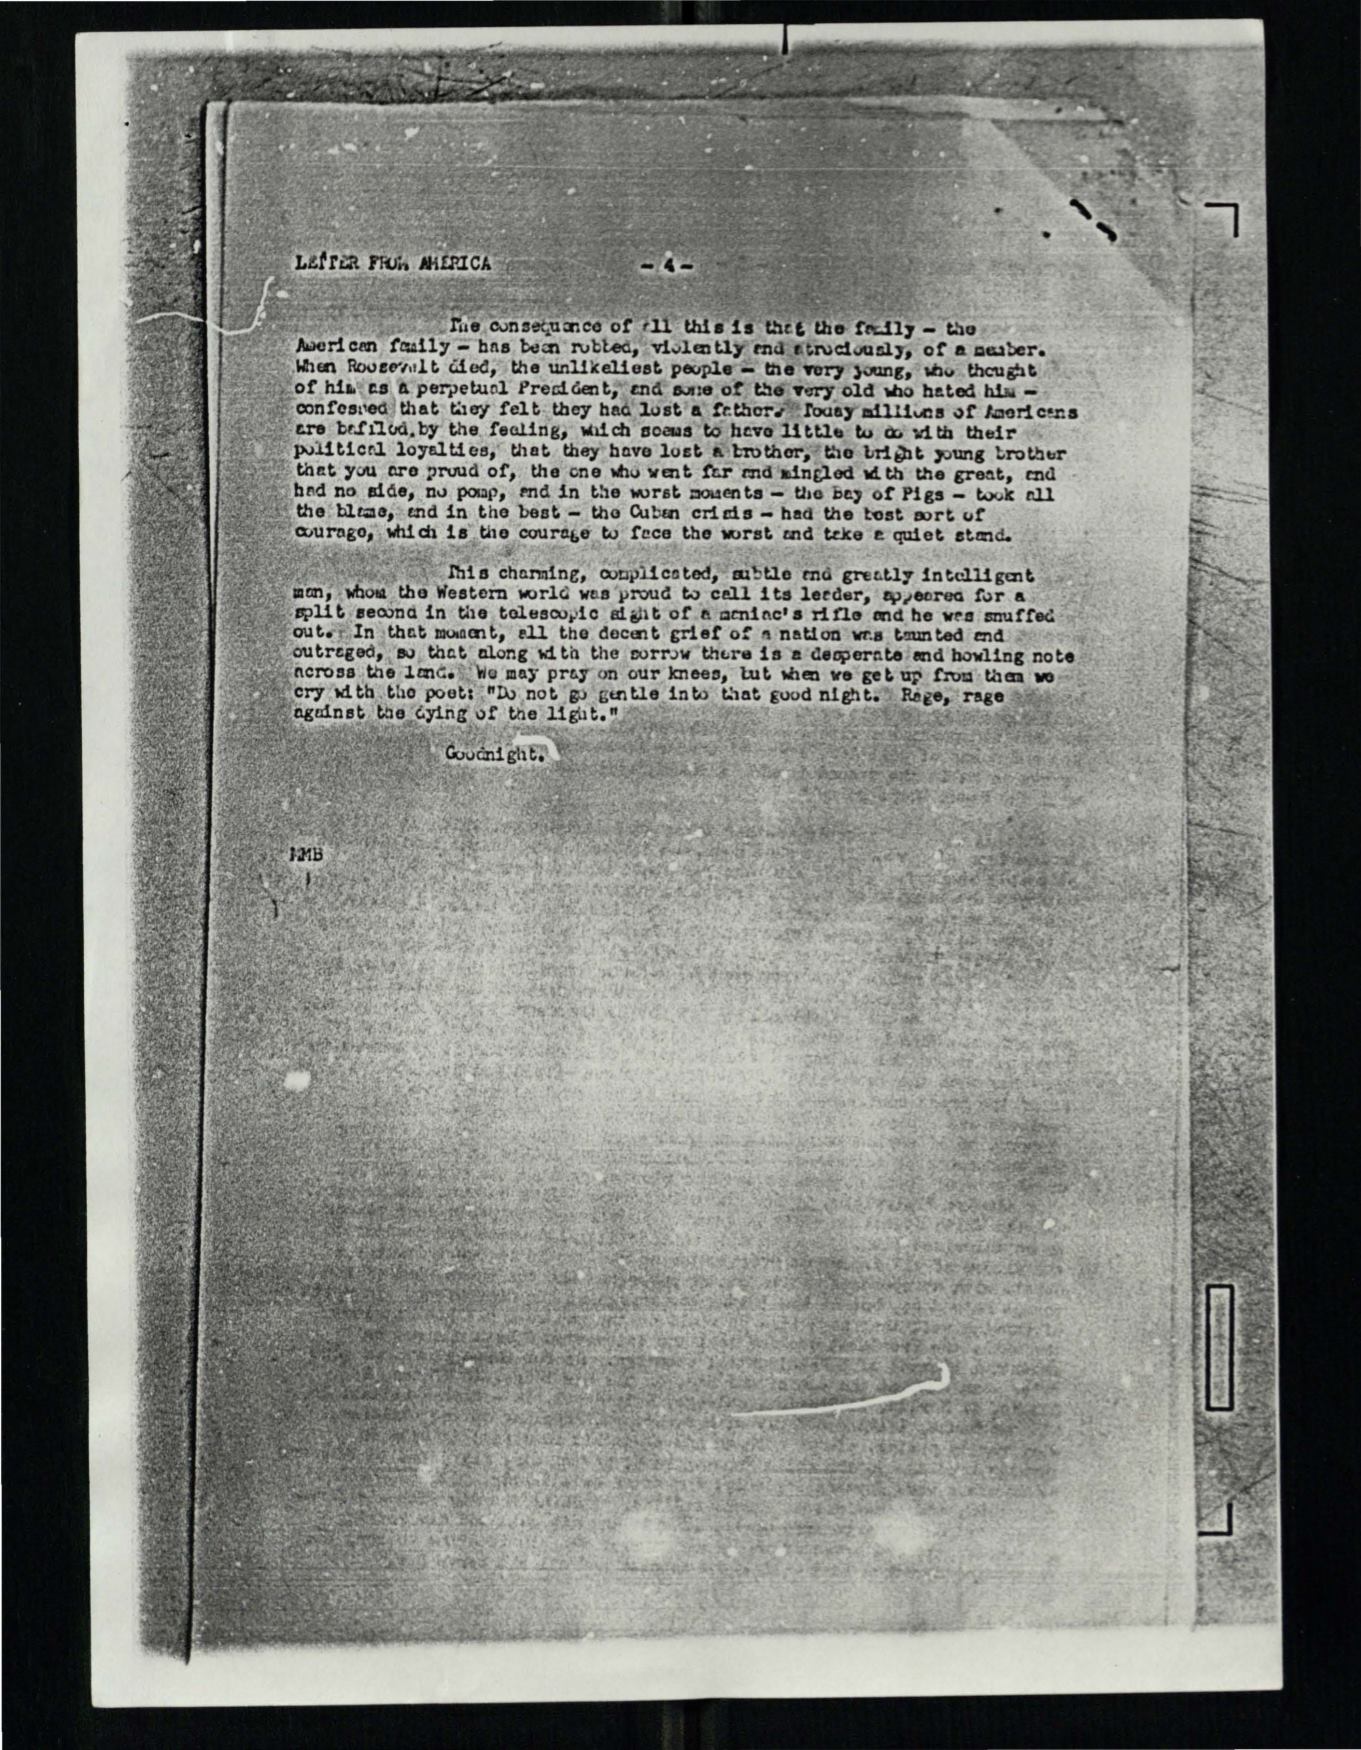 LETTER FROM AMERICA - 4 -
The consequence of all this is that the family - the
American family - has been robbed, violently and atrociously, of a member.
When Roosevelt died, the unlikeliest people - the very young, who thought
of him as a perpetual President, and some of the very old who hated him -
confessed that they felt they had lost a father. Today millions of Americans
are baffled by the feeling, which seems to have little to do with their
political loyalties, that they have lost a brother, the bright young brother
that you are proud of, the one who went far and mingled with the great, and
had no side, no pomp, and in the worst moments - the Bay of Pigs - took all
the blame, and in the best - the Cuban crisis - had the best sort of
courage, which is the courage to face the worst and take a quiet stand.
This charming, complicated, subtle and greatly intelligent
man, whom the Western world was proud to call its leader, appeared for a
split second in the telescopic sight of a maniac's rifle and he was snuffed
out. In that moment, all the decent grief of a nation was taunted and
outraged, so that along with the sorrow there is a desperate and howling note
across the land. We may pray on our knees, but when we get up from them we
cry with the poet: "Do not go gentle into that good night. Rage, rage
against the dying of the light."
Goodnight.